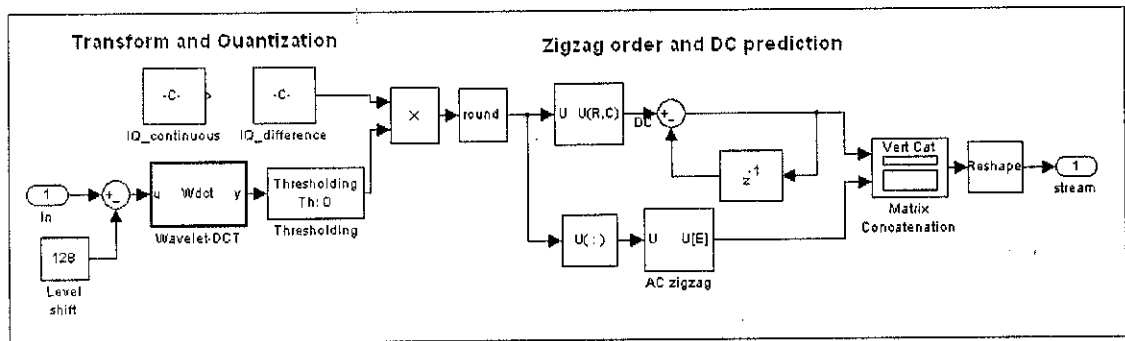 Transform and Quantization
Zigzag order and DC prediction
-C-
IQ_continuous
-C-
IQ_difference
×
round
U U(R,C)
DC
+
-
z-1
Vert Cat
Matrix
Concatenation
Reshape
1
stream
1
In
+
-
u Wdct y
Wavelet-DCT
Thresholding
Th: 0
Thresholding
128
Level
shift
U(:)
U U[E]
AC zigzag